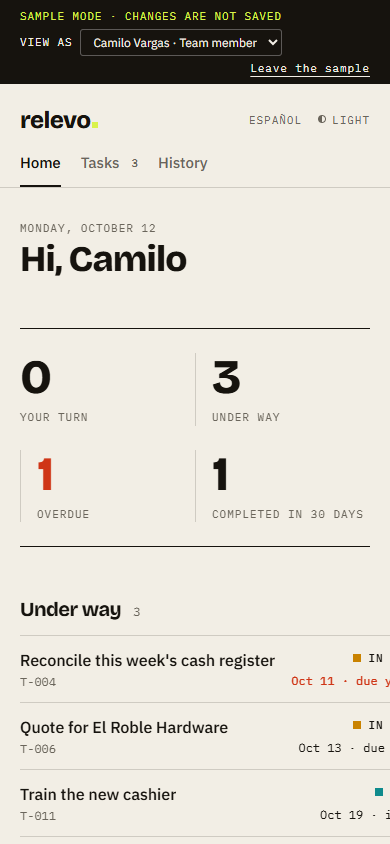 SAMPLE MODE · CHANGES ARE NOT SAVED
VIEW AS Camilo Vargas · Team member
Leave the sample
relevo.
ESPAÑOL LIGHT
Home Tasks 3 History
MONDAY, OCTOBER 12
Hi, Camilo
0 3
YOUR TURN UNDER WAY
1 1
OVERDUE COMPLETED IN 30 DAYS
Under way 3
Reconcile this week's cash register IN
T-004 Oct 11 · due
Quote for El Roble Hardware IN
T-006 Oct 13 · due
Train the new cashier
T-011 Oct 19 ·